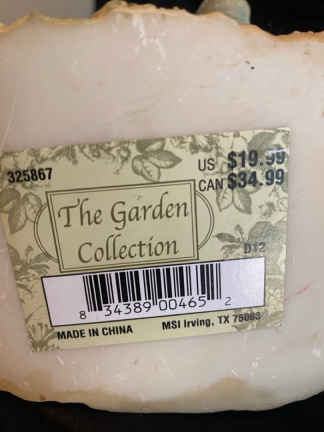 325867
US $19.99
CAN $34.99
The Garden
Collection
D12
8 34389 00465 2
MADE IN CHINA
MSI Irving, TX 75063